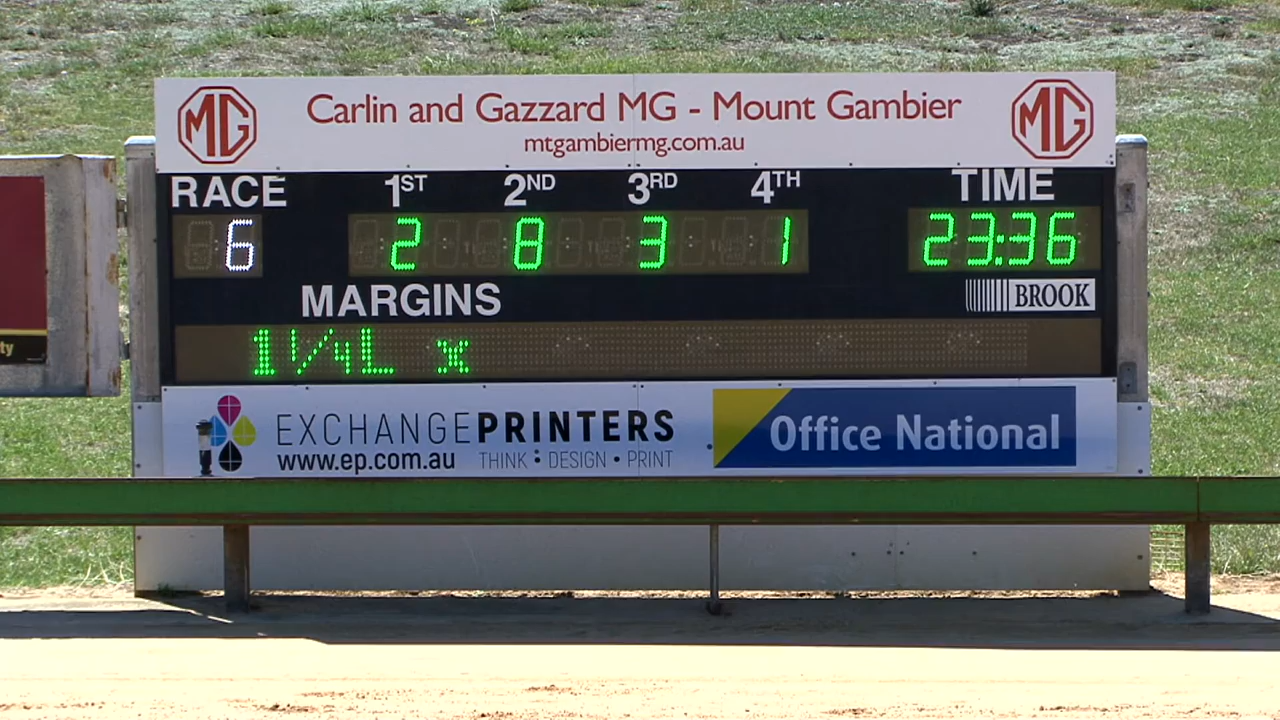 MG Carlin and Gazzard MG - Mount Gambier MG
mtgambiermg.com.au
RACE 1ST 2ND 3RD 4TH TIME
6 2 8 3 1 23:36
MARGINS BROOK
1 1/4L x
ty
EXCHANGEPRINTERS Office National
www.ep.com.au THINK : DESIGN • PRINT